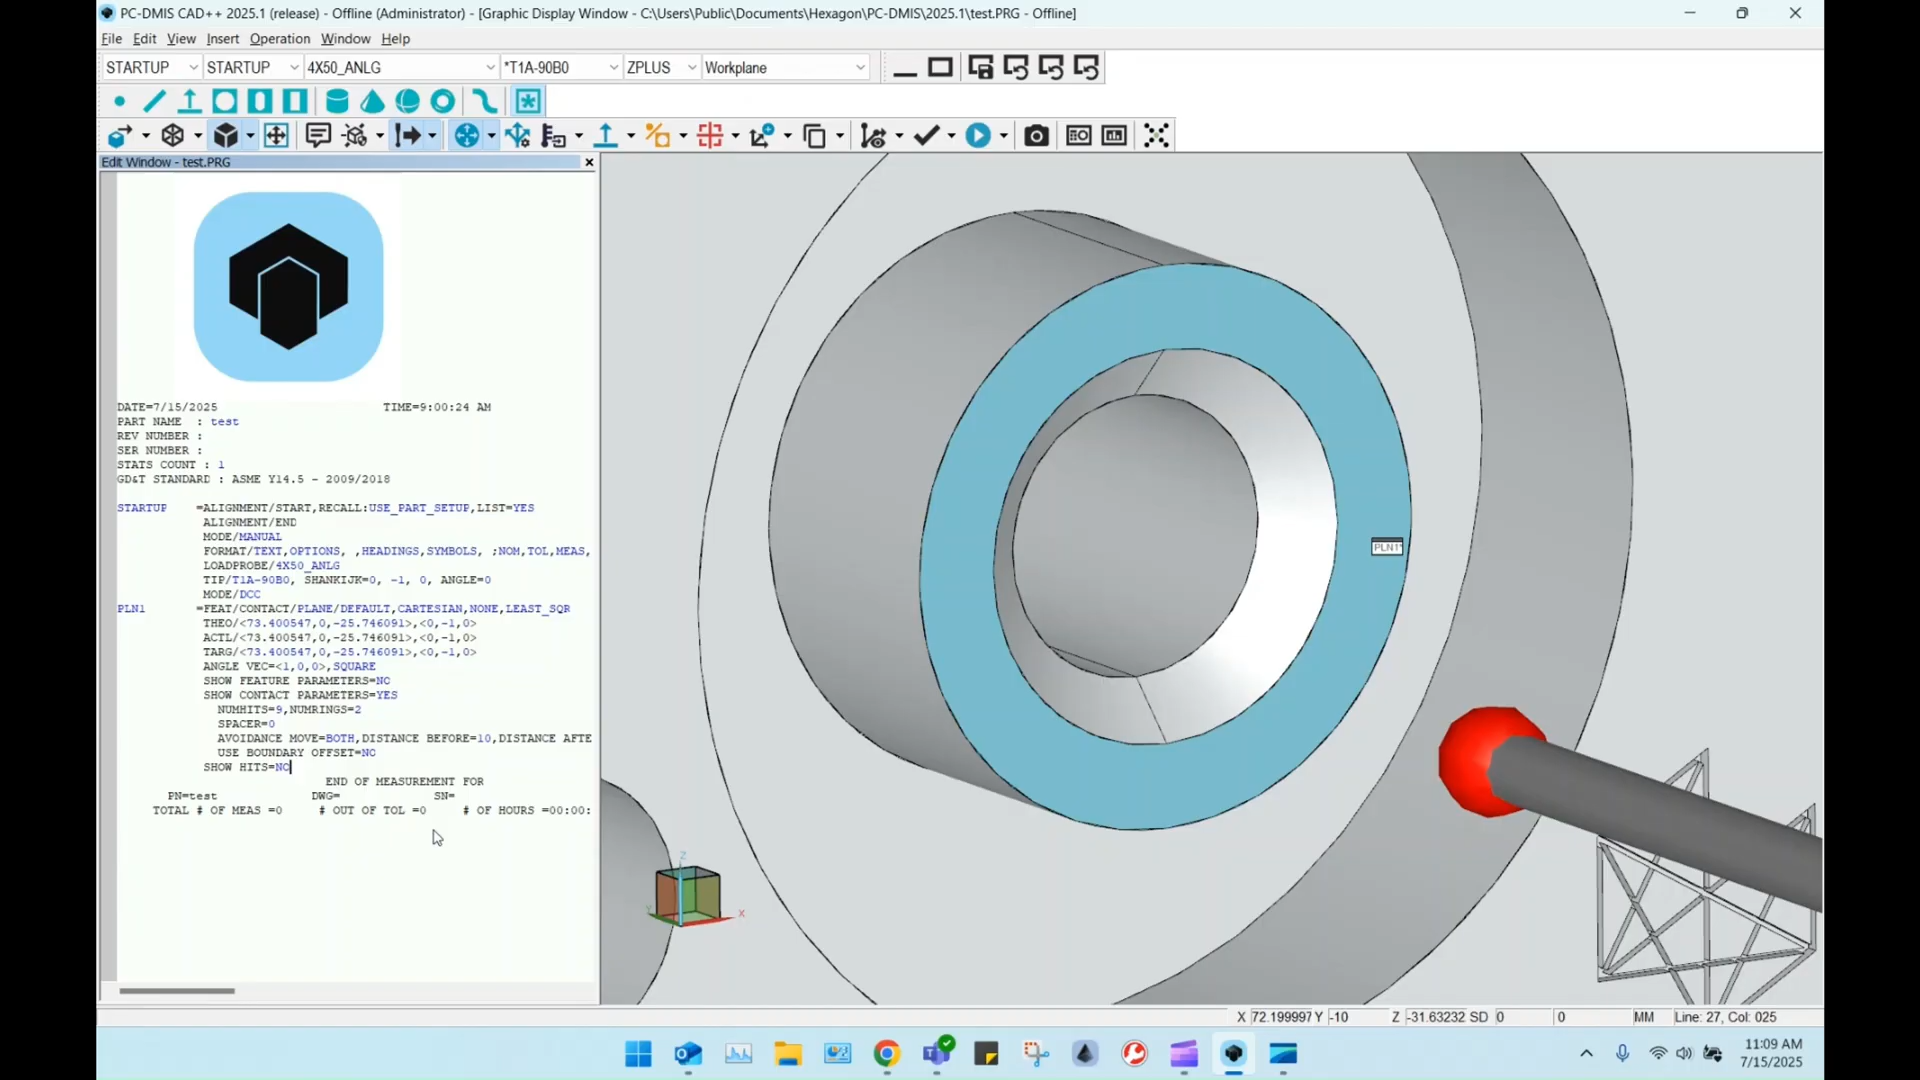 PC-DMIS CAD++ 2025.1 (release) - Offline (Administrator) - [Graphic Display Window - C:\Users\Public\Documents\Hexagon\PC-DMIS\2025.1\test.PRG - Offline]
File Edit View Insert Operation Window Help
STARTUP STARTUP 4X50_ANLG *T1A-90B0 ZPLUS Workplane
Edit Window - test.PRG
DATE=7/15/2025 TIME=9:00:24 AM
PART NAME : test
REV NUMBER :
SER NUMBER :
STATS COUNT : 1
GD&T STANDARD : ASME Y14.5 - 2009/2018
STARTUP =ALIGNMENT/START,RECALL:USE_PART_SETUP,LIST=YES
ALIGNMENT/END
MODE/MANUAL
FORMAT/TEXT,OPTIONS, ,HEADINGS,SYMBOLS, ;NOM,TOL,MEAS,
LOADPROBE/4X50_ANLG
TIP/T1A-90B0, SHANKIJK=0, -1, 0, ANGLE=0
MODE/DCC
PLN1 =FEAT/CONTACT/PLANE/DEFAULT,CARTESIAN,NONE,LEAST_SQR
THEO/<73.400547,0,-25.746091>,<0,-1,0>
ACTL/<73.400547,0,-25.746091>,<0,-1,0>
TARG/<73.400547,0,-25.746091>,<0,-1,0>
ANGLE VEC=<1,0,0>,SQUARE
SHOW FEATURE PARAMETERS=NO
SHOW CONTACT PARAMETERS=YES
NUMHITS=9,NUMRINGS=2
SPACER=0
AVOIDANCE MOVE=BOTH,DISTANCE BEFORE=10,DISTANCE AFTE
USE BOUNDARY OFFSET=NO
SHOW HITS=NO
END OF MEASUREMENT FOR
PN=test DWG= SN=
TOTAL # OF MEAS =0 # OUT OF TOL =0 # OF HOURS =00:00:
PLN1
Z
Y
X
X 72.199997 Y -10 Z -31.63232 SD 0 0 MM Line: 27, Col: 025
11:09 AM
7/15/2025